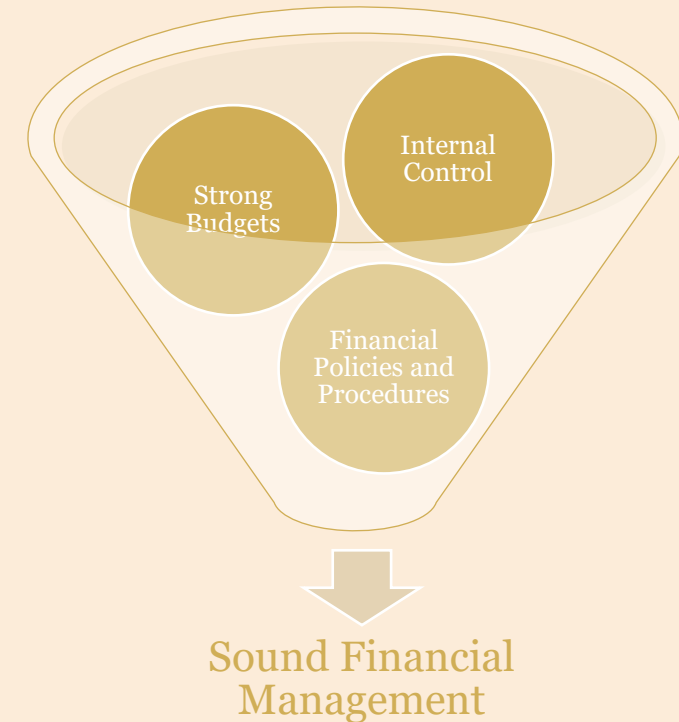 Internal
Control
Strong
Budgets
Financial
Policies and
Procedures
Sound Financial
Management